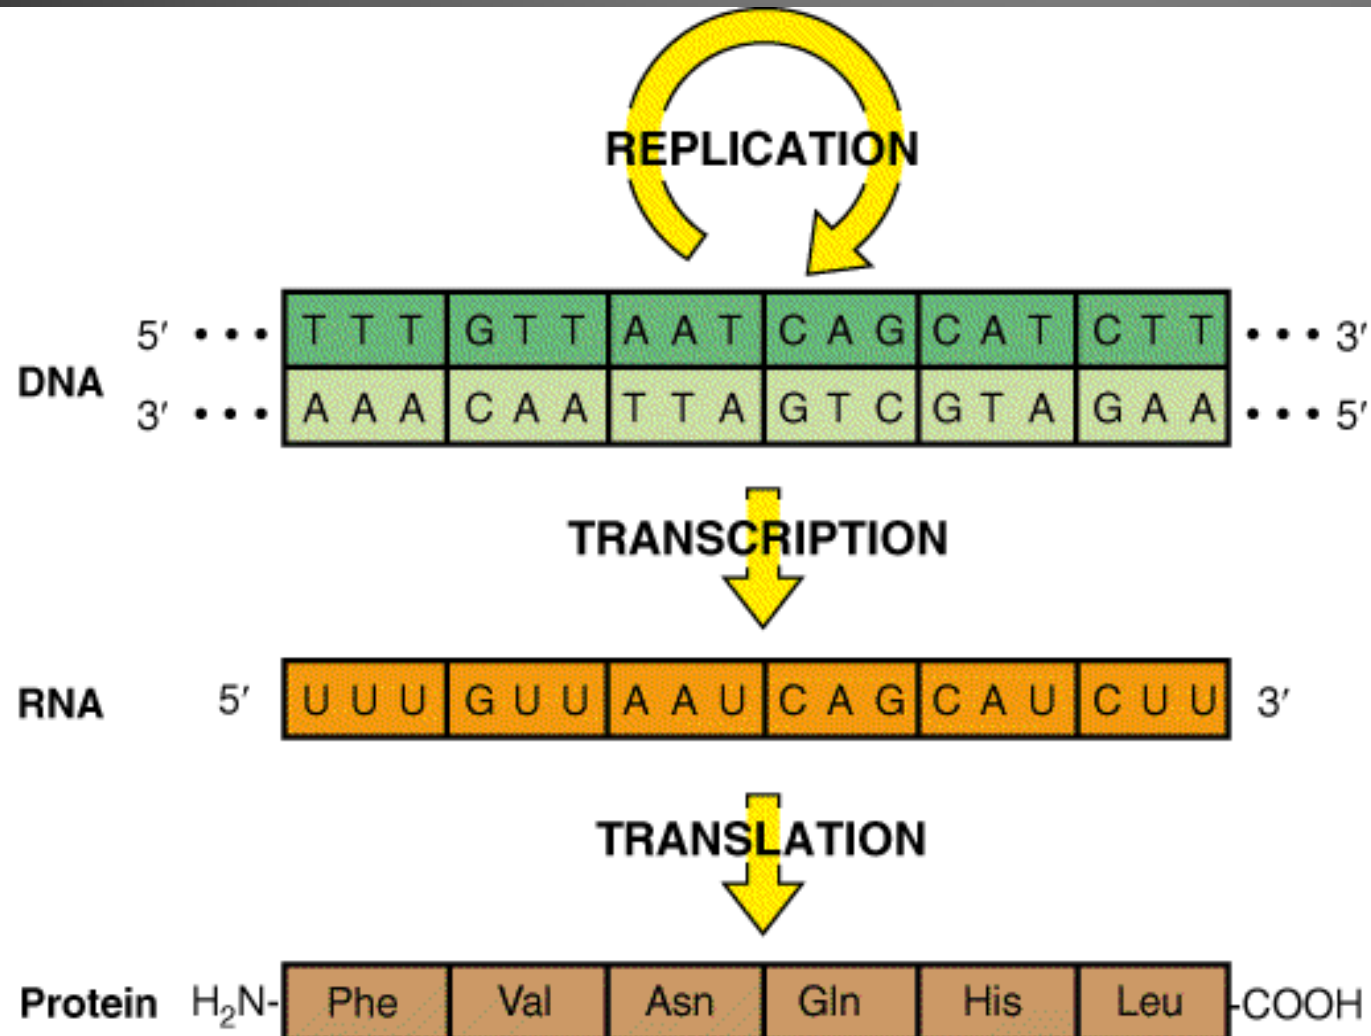 REPLICATION
5′ ••• T T T G T T A A T C A G C A T C T T ••• 3′
DNA
3′ ••• A A A C A A T T A G T C G T A G A A ••• 5′
TRANSCRIPTION
RNA 5′ U U U G U U A A U C A G C A U C U U 3′
TRANSLATION
Protein H₂N- Phe Val Asn Gln His Leu -COOH